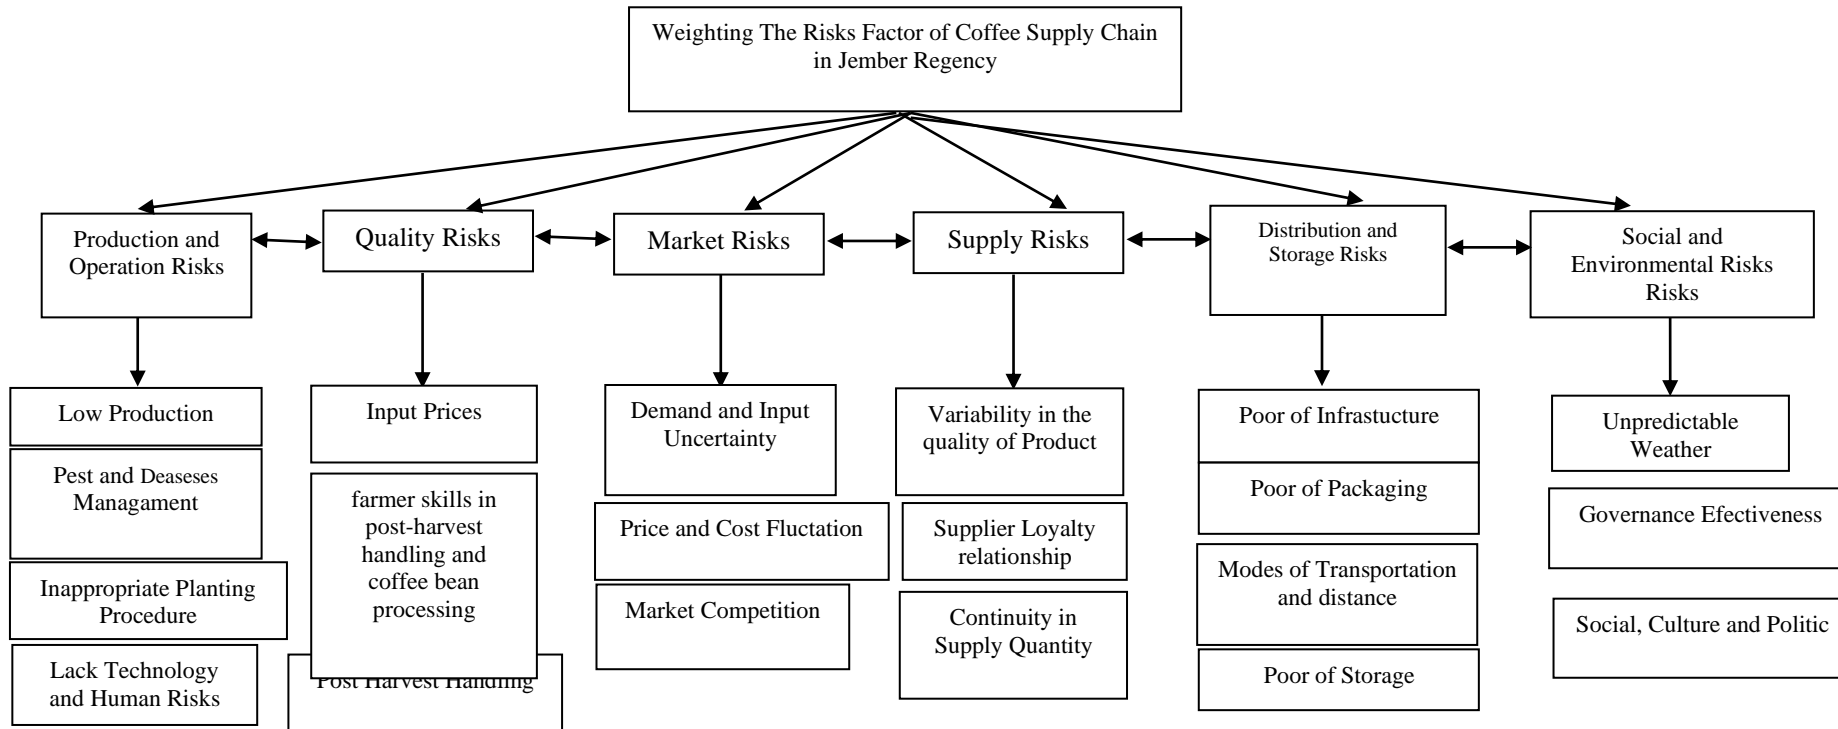 Weighting The Risks Factor of Coffee Supply Chain
in Jember Regency
Production and
Operation Risks
Quality Risks
Market Risks
Supply Risks
Distribution and
Storage Risks
Social and
Environmental Risks
Risks
Low Production
Pest and Deaseses
Managament
Inappropriate Planting
Procedure
Lack Technology
and Human Risks
Input Prices
farmer skills in
post-harvest
handling and
coffee bean
processing
Post Harvest Handling
Demand and Input
Uncertainty
Price and Cost Fluctation
Market Competition
Variability in the
quality of Product
Supplier Loyalty
relationship
Continuity in
Supply Quantity
Poor of Infrastucture
Poor of Packaging
Modes of Transportation
and distance
Poor of Storage
Unpredictable
Weather
Governance Efectiveness
Social, Culture and Politic